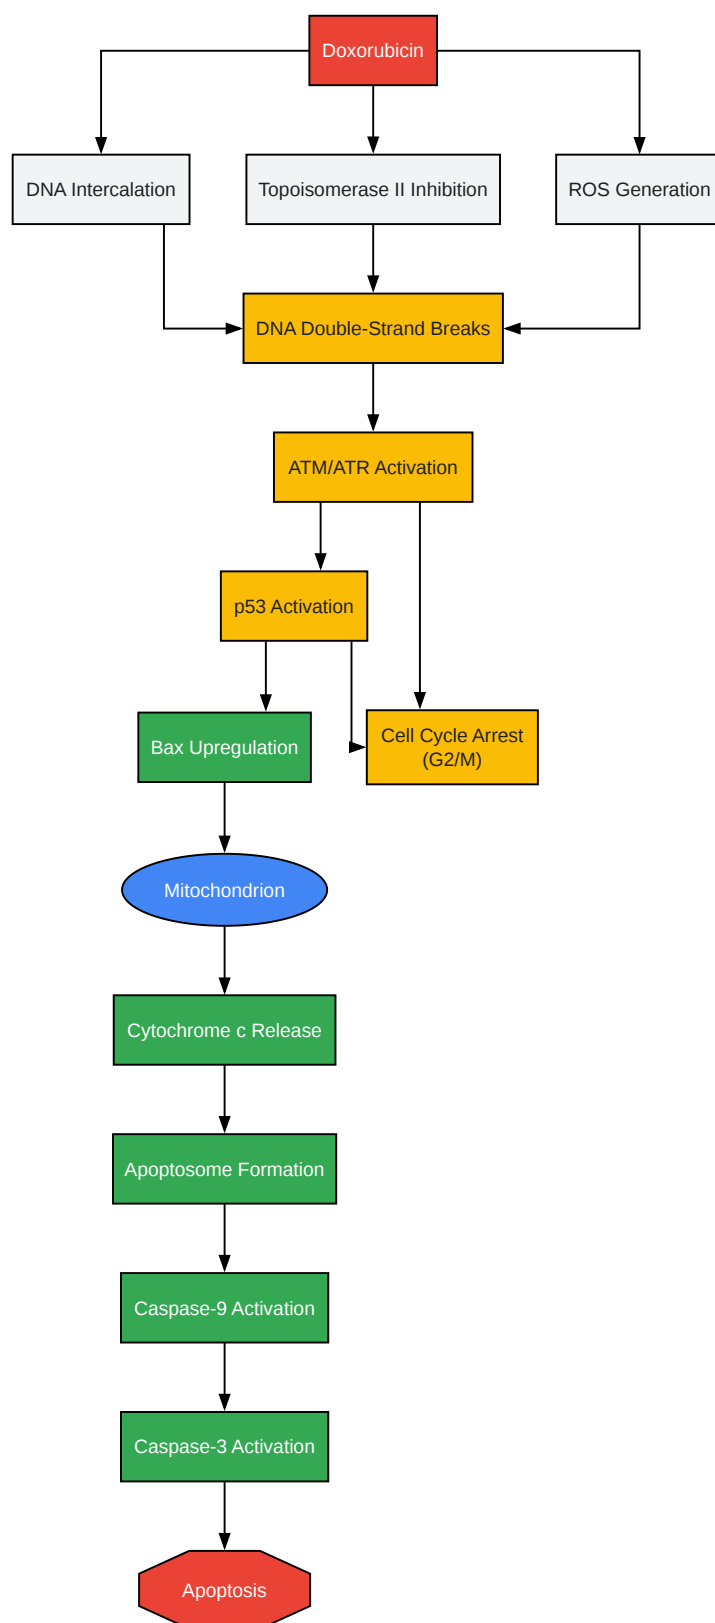 Doxorubicin
DNA Intercalation
Topoisomerase II Inhibition
ROS Generation
DNA Double-Strand Breaks
ATM/ATR Activation
p53 Activation
Bax Upregulation
Cell Cycle Arrest
(G2/M)
Mitochondrion
Cytochrome c Release
Apoptosome Formation
Caspase-9 Activation
Caspase-3 Activation
Apoptosis